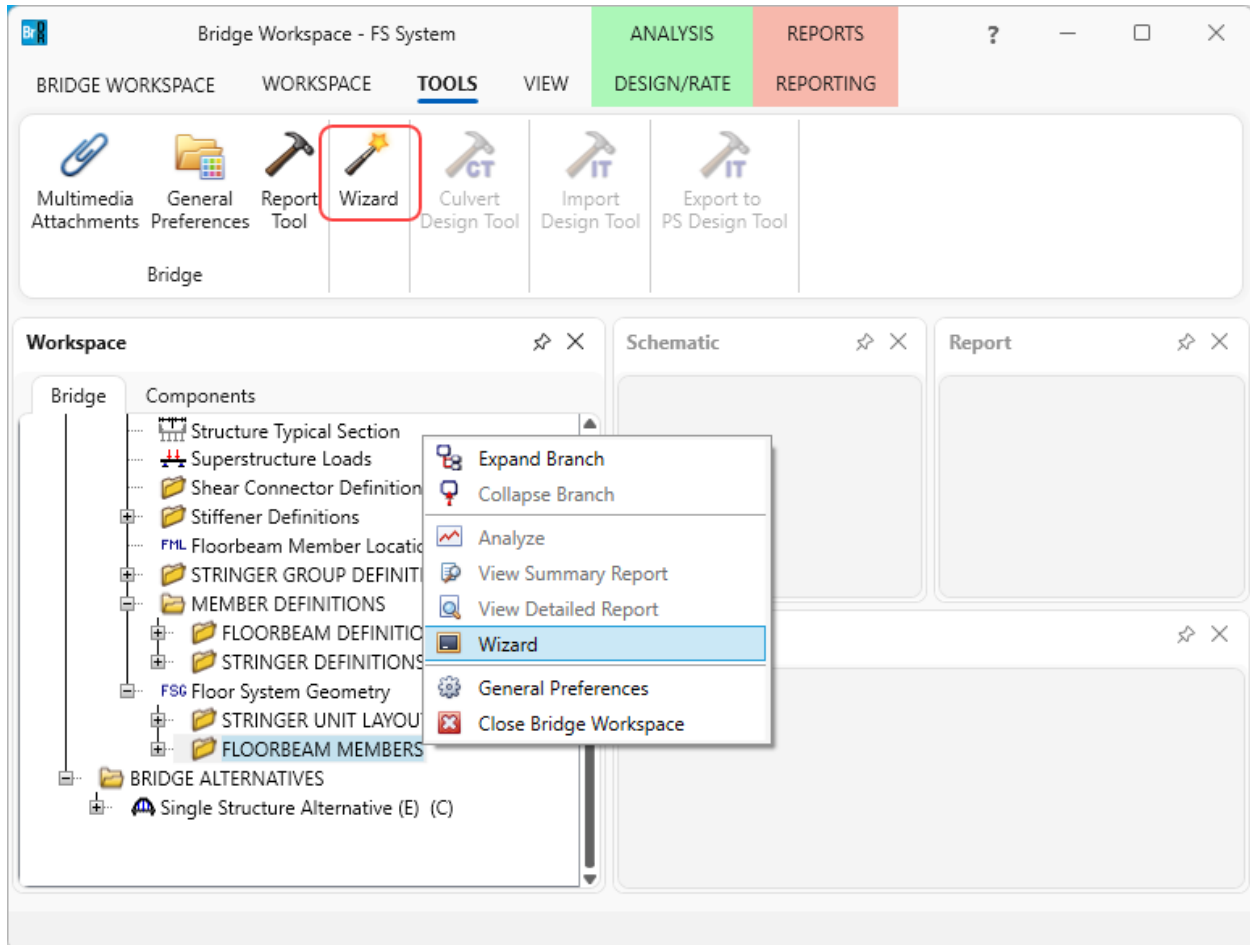 Br DR Bridge Workspace - FS System ANALYSIS REPORTS ?
BRIDGE WORKSPACE WORKSPACE TOOLS VIEW DESIGN/RATE REPORTING
CT IT IT
Multimedia General Report Wizard Culvert Import Export to
Attachments Preferences Tool Design Tool Design Tool PS Design Tool
Bridge
Workspace Schematic Report
Bridge Components
Structure Typical Section
Superstructure Loads
Shear Connector Definition
Stiffener Definitions
FML Floorbeam Member Locatic
STRINGER GROUP DEFINITI
MEMBER DEFINITIONS
FLOORBEAM DEFINITIC
STRINGER DEFINITIONS
FSG Floor System Geometry
STRINGER UNIT LAYOU
FLOORBEAM MEMBERS
BRIDGE ALTERNATIVES
Single Structure Alternative (E) (C)
Expand Branch
Collapse Branch
Analyze
View Summary Report
View Detailed Report
Wizard
General Preferences
Close Bridge Workspace